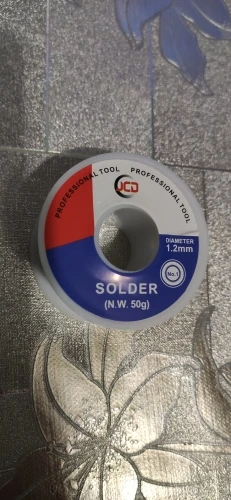 PROFESSIONAL TOOL PROFESSIONAL TOOL
JCD
DIAMETER
1.2mm
SOLDER
(N.W. 50g)
No.1